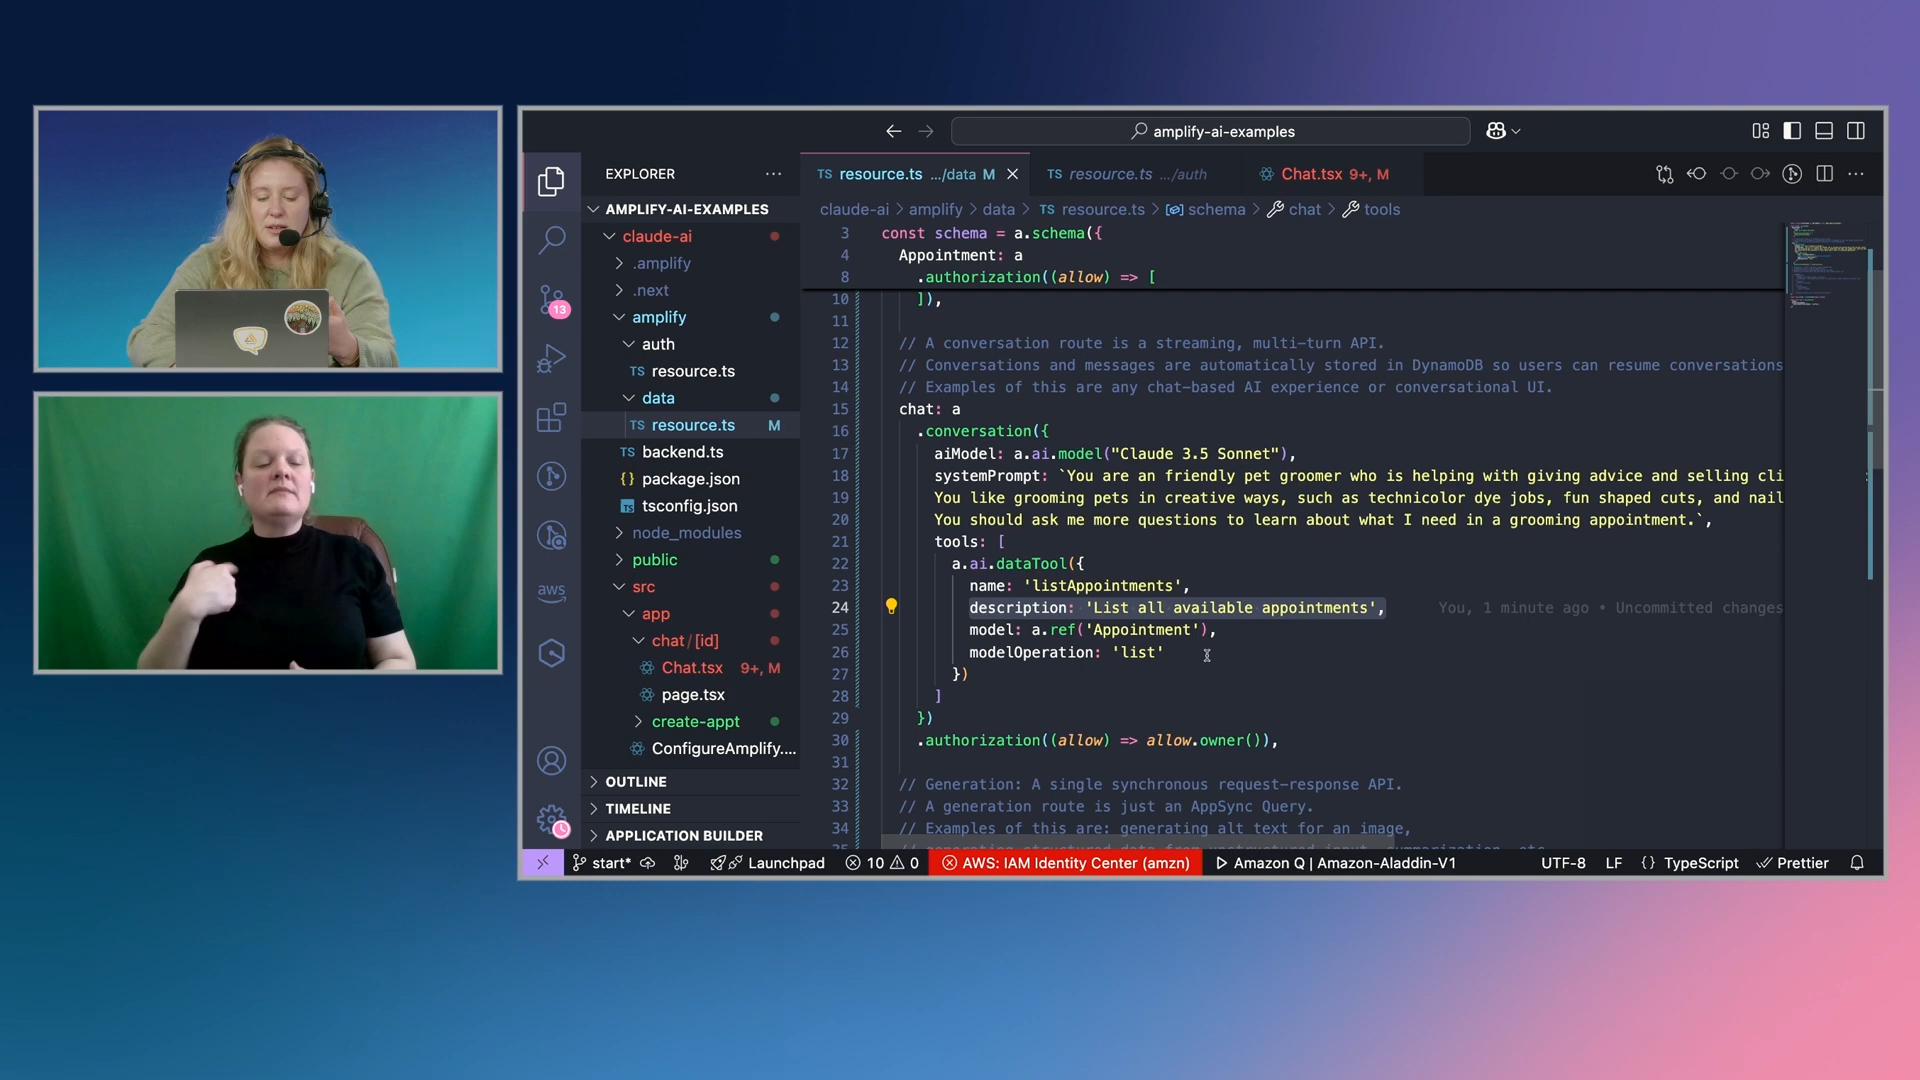 amplify-ai-examples
EXPLORER
AMPLIFY-AI-EXAMPLES
claude-ai
.amplify
.next
amplify
auth
TS resource.ts
data
TS resource.ts M
TS backend.ts
{} package.json
tsconfig.json
node_modules
public
src
app
chat/[id]
Chat.tsx 9+, M
page.tsx
create-appt
ConfigureAmplify....
OUTLINE
TIMELINE
APPLICATION BUILDER
13
aws
TS resource.ts .../data M
TS resource.ts .../auth
Chat.tsx 9+, M
claude-ai > amplify > data > TS resource.ts > schema > chat > tools
3 const schema = a.schema({
4 Appointment: a
8 .authorization((allow) => [
10 ]),
11
12 // A conversation route is a streaming, multi-turn API.
13 // Conversations and messages are automatically stored in DynamoDB so users can resume conversations
14 // Examples of this are any chat-based AI experience or conversational UI.
15 chat: a
16 .conversation({
17 aiModel: a.ai.model("Claude 3.5 Sonnet"),
18 systemPrompt: `You are an friendly pet groomer who is helping with giving advice and selling cli
19 You like grooming pets in creative ways, such as technicolor dye jobs, fun shaped cuts, and nail
20 You should ask me more questions to learn about what I need in a grooming appointment.`,
21 tools: [
22 a.ai.dataTool({
23 name: 'listAppointments',
24 description: 'List all available appointments', You, 1 minute ago • Uncommitted changes
25 model: a.ref('Appointment'),
26 modelOperation: 'list'
27 })
28 ]
29 })
30 .authorization((allow) => allow.owner()),
31
32 // Generation: A single synchronous request-response API.
33 // A generation route is just an AppSync Query.
34 // Examples of this are: generating alt text for an image,
start* Launchpad 10 0 AWS: IAM Identity Center (amzn) Amazon Q | Amazon-Aladdin-V1 UTF-8 LF {} TypeScript Prettier